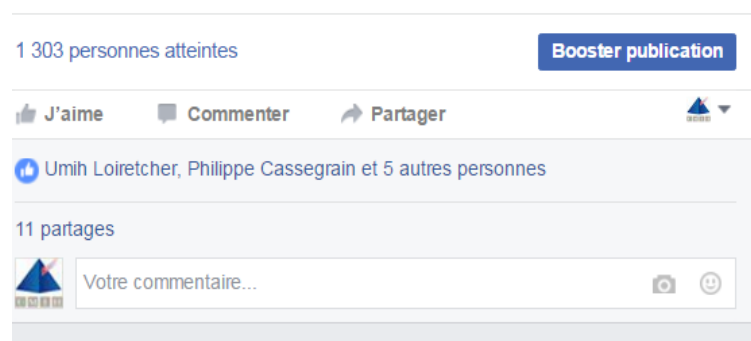 1 303 personnes atteintes
Booster publication
J'aime
Commenter
Partager
Umih Loiretcher, Philippe Cassegrain et 5 autres personnes
11 partages
Votre commentaire...